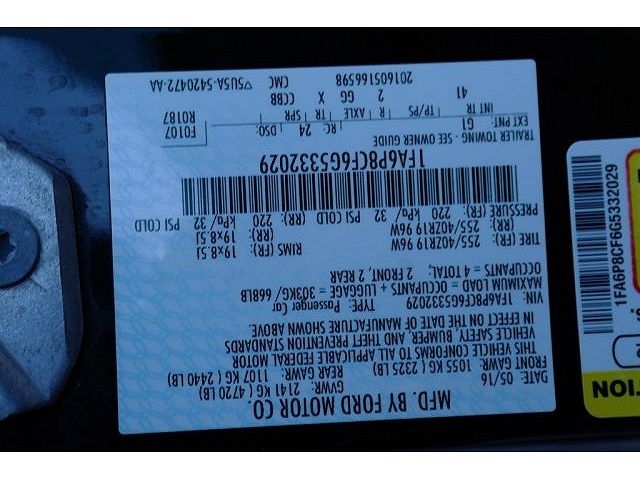 MFD. BY FORD MOTOR CO.
DATE: 05/16 GVWR: 2141 KG (4720 LB)
FRONT GAWR: 1055 KG (2325 LB) REAR GAWR: 1107 KG (2440 LB)
THIS VEHICLE CONFORMS TO ALL APPLICABLE FEDERAL MOTOR
VEHICLE SAFETY, BUMPER, AND THEFT PREVENTION STANDARDS
IN EFFECT ON THE DATE OF MANUFACTURE SHOWN ABOVE.
VIN: 1FA6P8CF6G5332029 TYPE: Passenger Car
MAXIMUM LOAD = OCCUPANTS + LUGGAGE = 303KG/668LB
OCCUPANTS = 4 TOTAL: 2 FRONT, 2 REAR
TIRE (FR): 255/40R19 96W RIMS (FR): 19x8.5J
(RR): 255/40R19 96W (RR): 19x8.5J
PRESSURE (FR): 220 kPa/ 32 PSI COLD (RR): 220 kPa/ 32 PSI COLD
1FA6P8CF6G5332029
TRAILER TOWING - SEE OWNER GUIDE
EXT PNT: G1 RC: 24 DSO: F0107
INT TR TP/PS R AXLE TR SPR R0187
41 2 GG X CCBB
201605166598 CMC ▽5USA-5420472-AA
1FA6P8CF6G5332029
TION